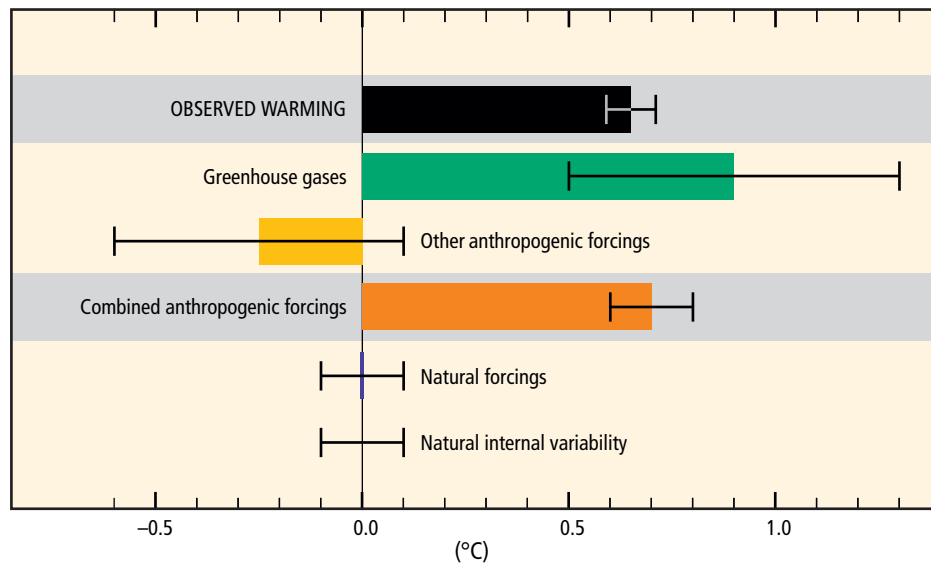 OBSERVED WARMING
Greenhouse gases
Other anthropogenic forcings
Combined anthropogenic forcings
Natural forcings
Natural internal variability
–0.5 0.0 0.5 1.0
(°C)